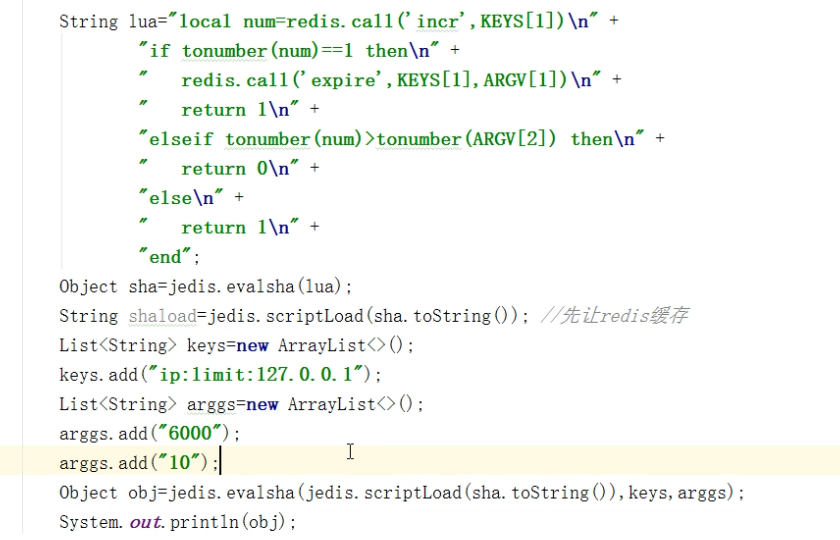 String lua="local num=redis.call('incr',KEYS[1])\n" +
"if tonumber(num)==1 then\n" +
"   redis.call('expire',KEYS[1],ARGV[1])\n" +
"   return 1\n" +
"elseif tonumber(num)>tonumber(ARGV[2]) then\n" +
"   return 0\n" +
"else\n" +
"   return 1\n" +
"end";
Object sha=jedis.evalsha(lua);
String shaload=jedis.scriptLoad(sha.toString()); //先让redis缓存
List<String> keys=new ArrayList<>();
keys.add("ip:limit:127.0.0.1");
List<String> arggs=new ArrayList<>();
arggs.add("6000");
arggs.add("10");
Object obj=jedis.evalsha(jedis.scriptLoad(sha.toString()),keys,arggs);
System.out.println(obj);